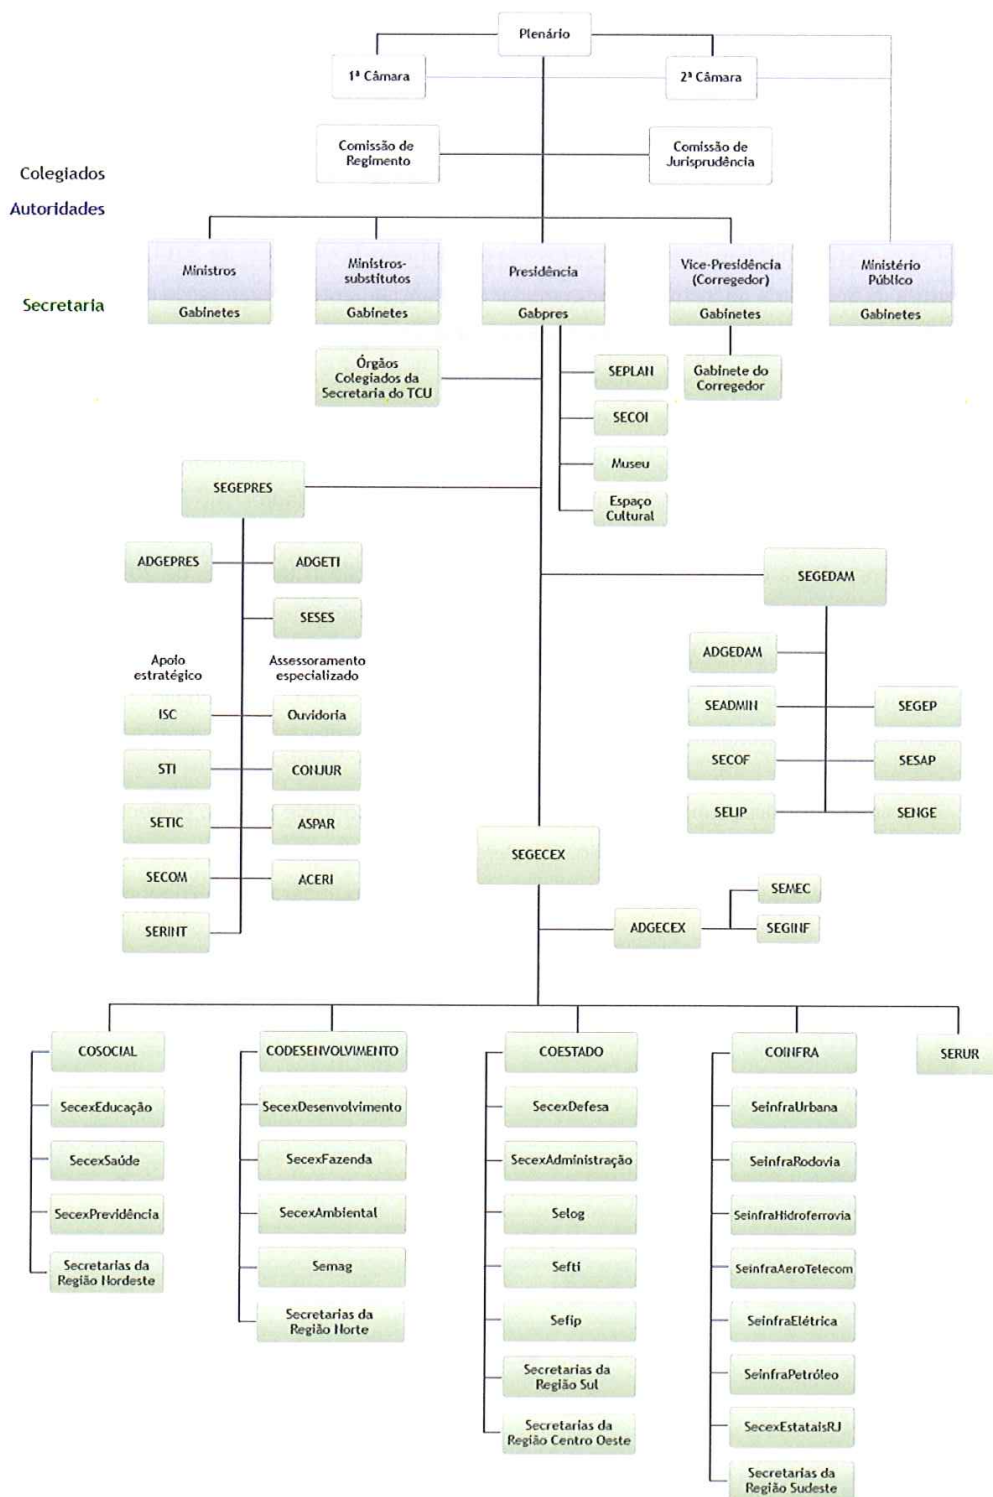 Plenário
1ª Câmara
2ª Câmara
Comissão de
Regimento
Comissão de
Jurisprudência
Colegiados
Autoridades
Secretaria
Ministros
Gabinetes
Ministros-
substitutos
Gabinetes
Presidência
Gabpres
Vice-Presidência
(Corregedor)
Gabinetes
Ministério
Público
Gabinetes
Órgãos
Colegiados da
Secretaria do TCU
SEPLAN
Gabinete do
Corregedor
SECOI
Museu
Espaço
Cultural
SEGEPRES
ADGEPRES
ADGETI
SESES
Apoio
estratégico
Assessoramento
especializado
ISC
Ouvidoria
STI
CONJUR
SETIC
ASPAR
SECOM
ACERI
SERINT
SEGEDAM
ADGEDAM
SEADMIN
SEGEP
SECOF
SESAP
SELIP
SENGE
SEGECEX
ADGECEX
SEMEC
SEGINF
COSOCIAL
SecexEducação
SecexSaúde
SecexPrevidência
Secretarias da
Região Nordeste
CODESENVOLVIMENTO
SecexDesenvolvimento
SecexFazenda
SecexAmbiental
Semag
Secretarias da
Região Norte
COESTADO
SecexDefesa
SecexAdministração
Selog
Sefti
Sefip
Secretarias da
Região Sul
Secretarias da
Região Centro Oeste
COINFRA
SeinfraUrbana
SeinfraRodovia
SeinfraHidroferrovia
SeinfraAeroTelecom
SeinfraElétrica
SeinfraPetróleo
SecexEstataisRJ
Secretarias da
Região Sudeste
SERUR